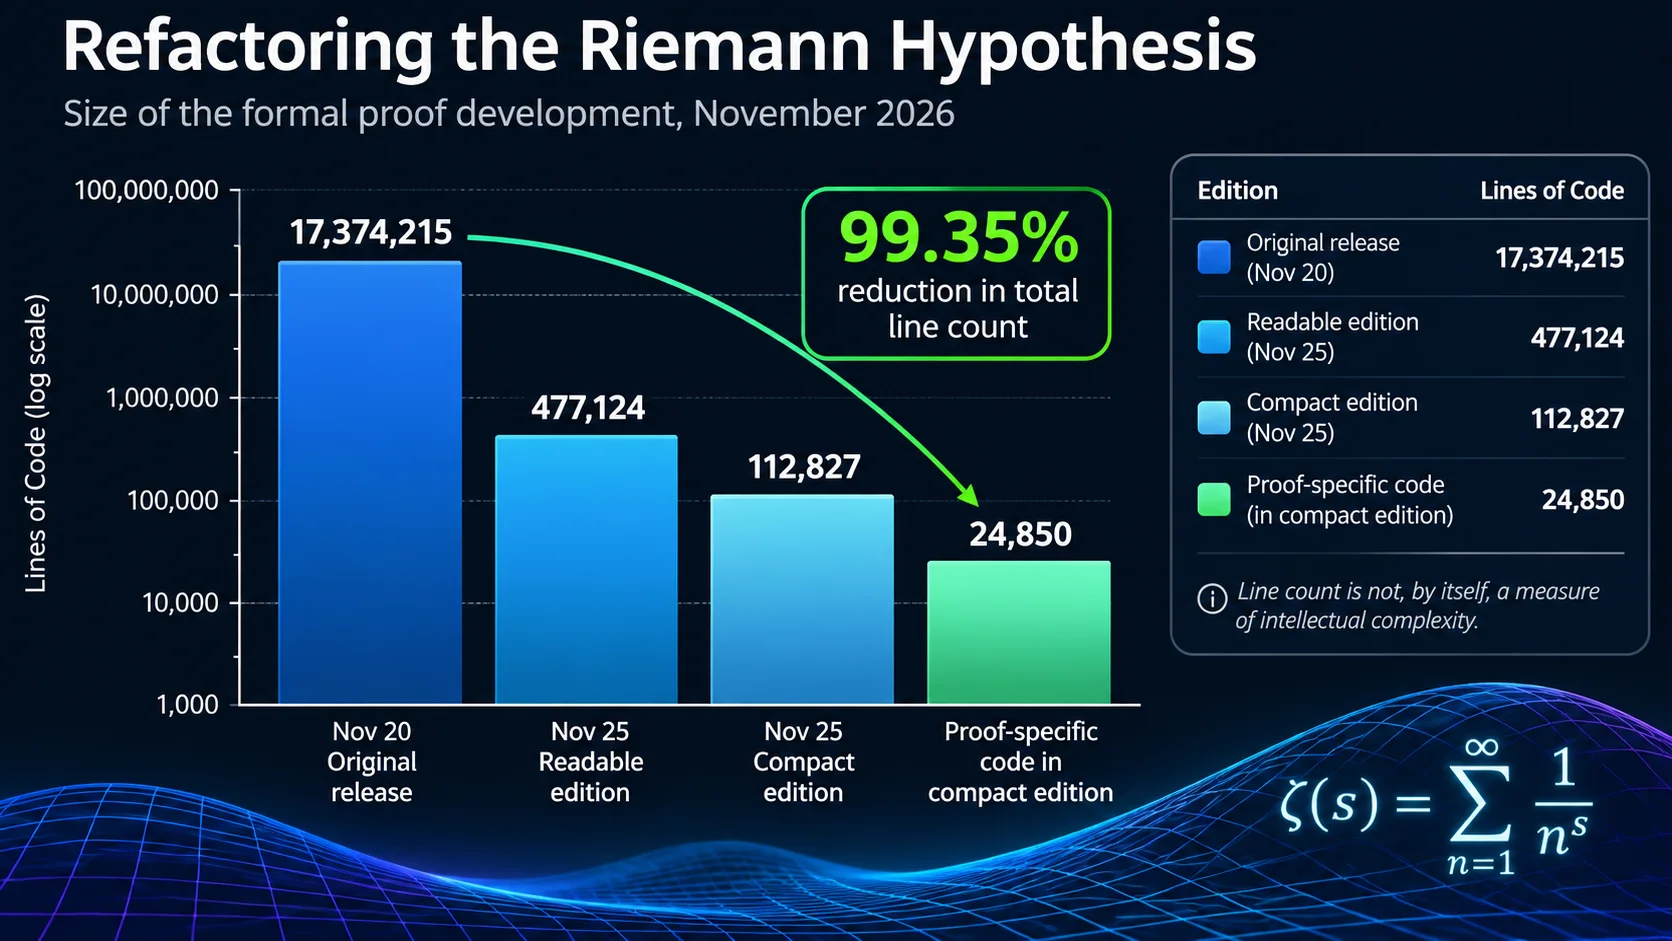 Refactoring the Riemann Hypothesis
Size of the formal proof development, November 2026
Lines of Code (log scale)
100,000,000
10,000,000
1,000,000
100,000
10,000
1,000
17,374,215
477,124
112,827
24,850
99.35%
reduction in total
line count
Nov 20
Original
release
Nov 25
Readable
edition
Nov 25
Compact
edition
Proof-specific
code in
compact edition
Edition Lines of Code
Original release
(Nov 20) 17,374,215
Readable edition
(Nov 25) 477,124
Compact edition
(Nov 25) 112,827
Proof-specific code
(in compact edition) 24,850
Line count is not, by itself, a measure
of intellectual complexity.
ζ(s) = ∑_{n=1}^{∞} 1/n^s